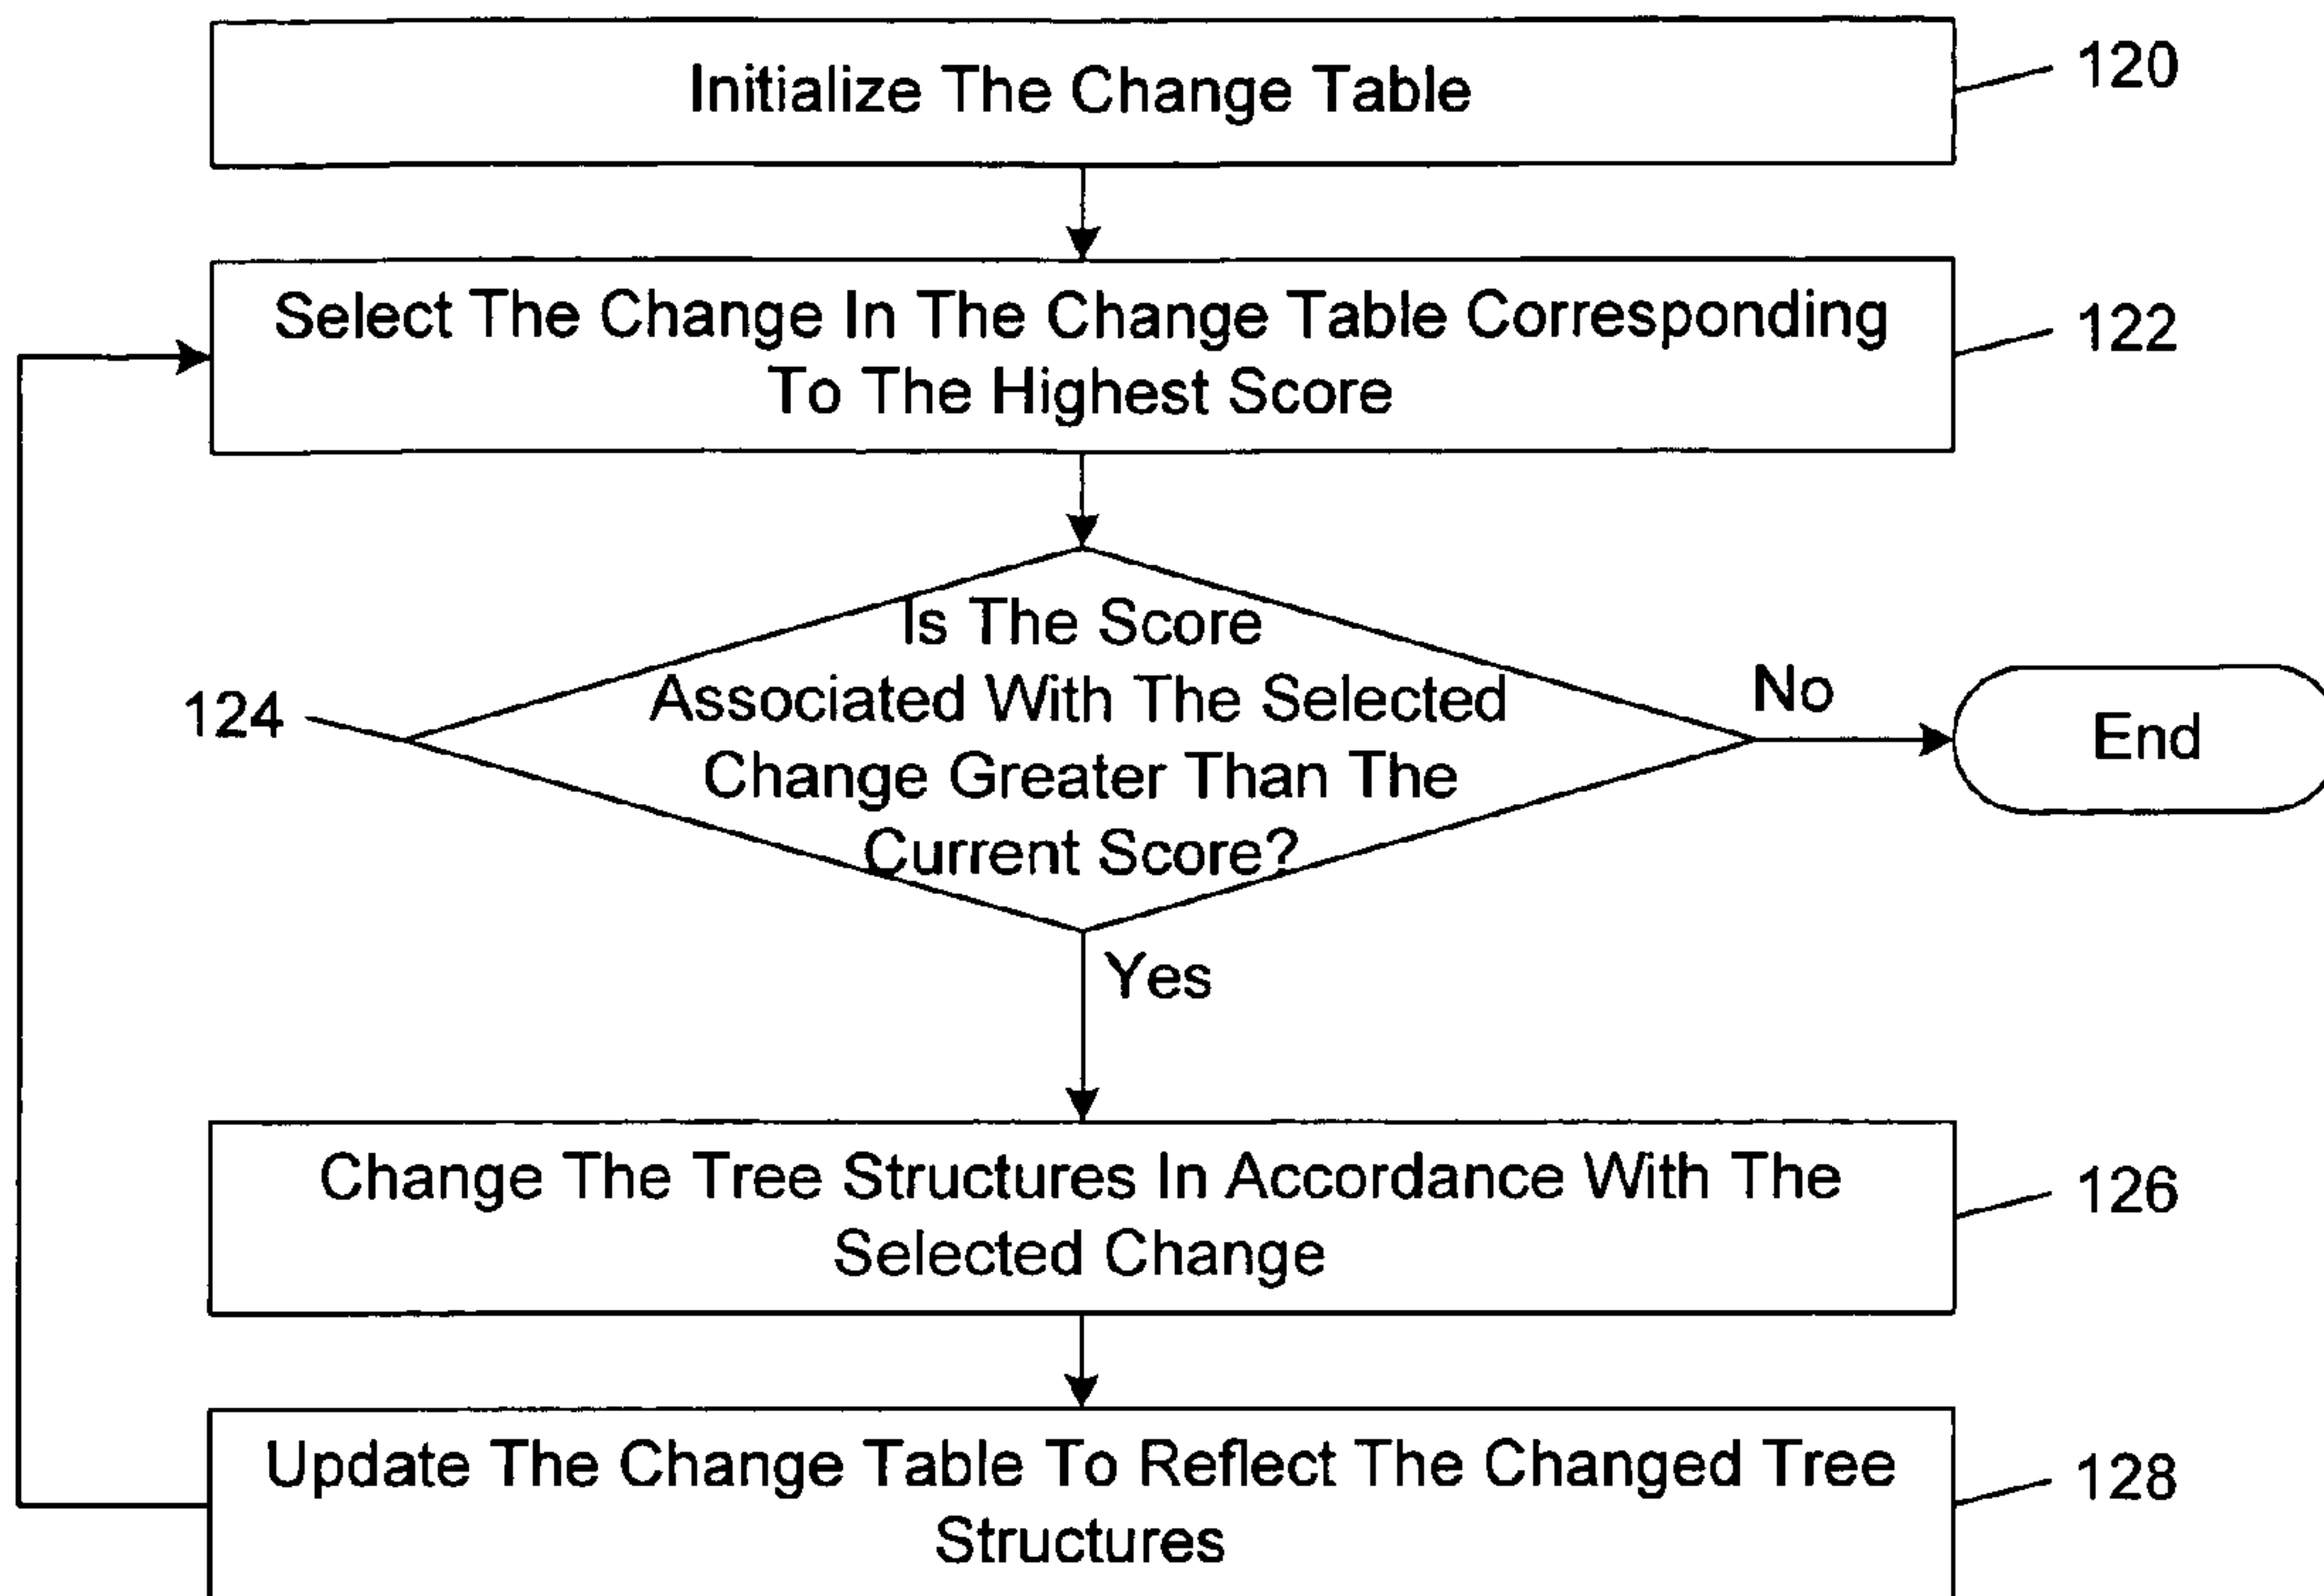 Initialize The Change Table
120
Select The Change In The Change Table Corresponding
To The Highest Score
122
Is The Score
Associated With The Selected
Change Greater Than The
Current Score?
124
No
End
Yes
Change The Tree Structures In Accordance With The
Selected Change
126
Update The Change Table To Reflect The Changed Tree
Structures
128